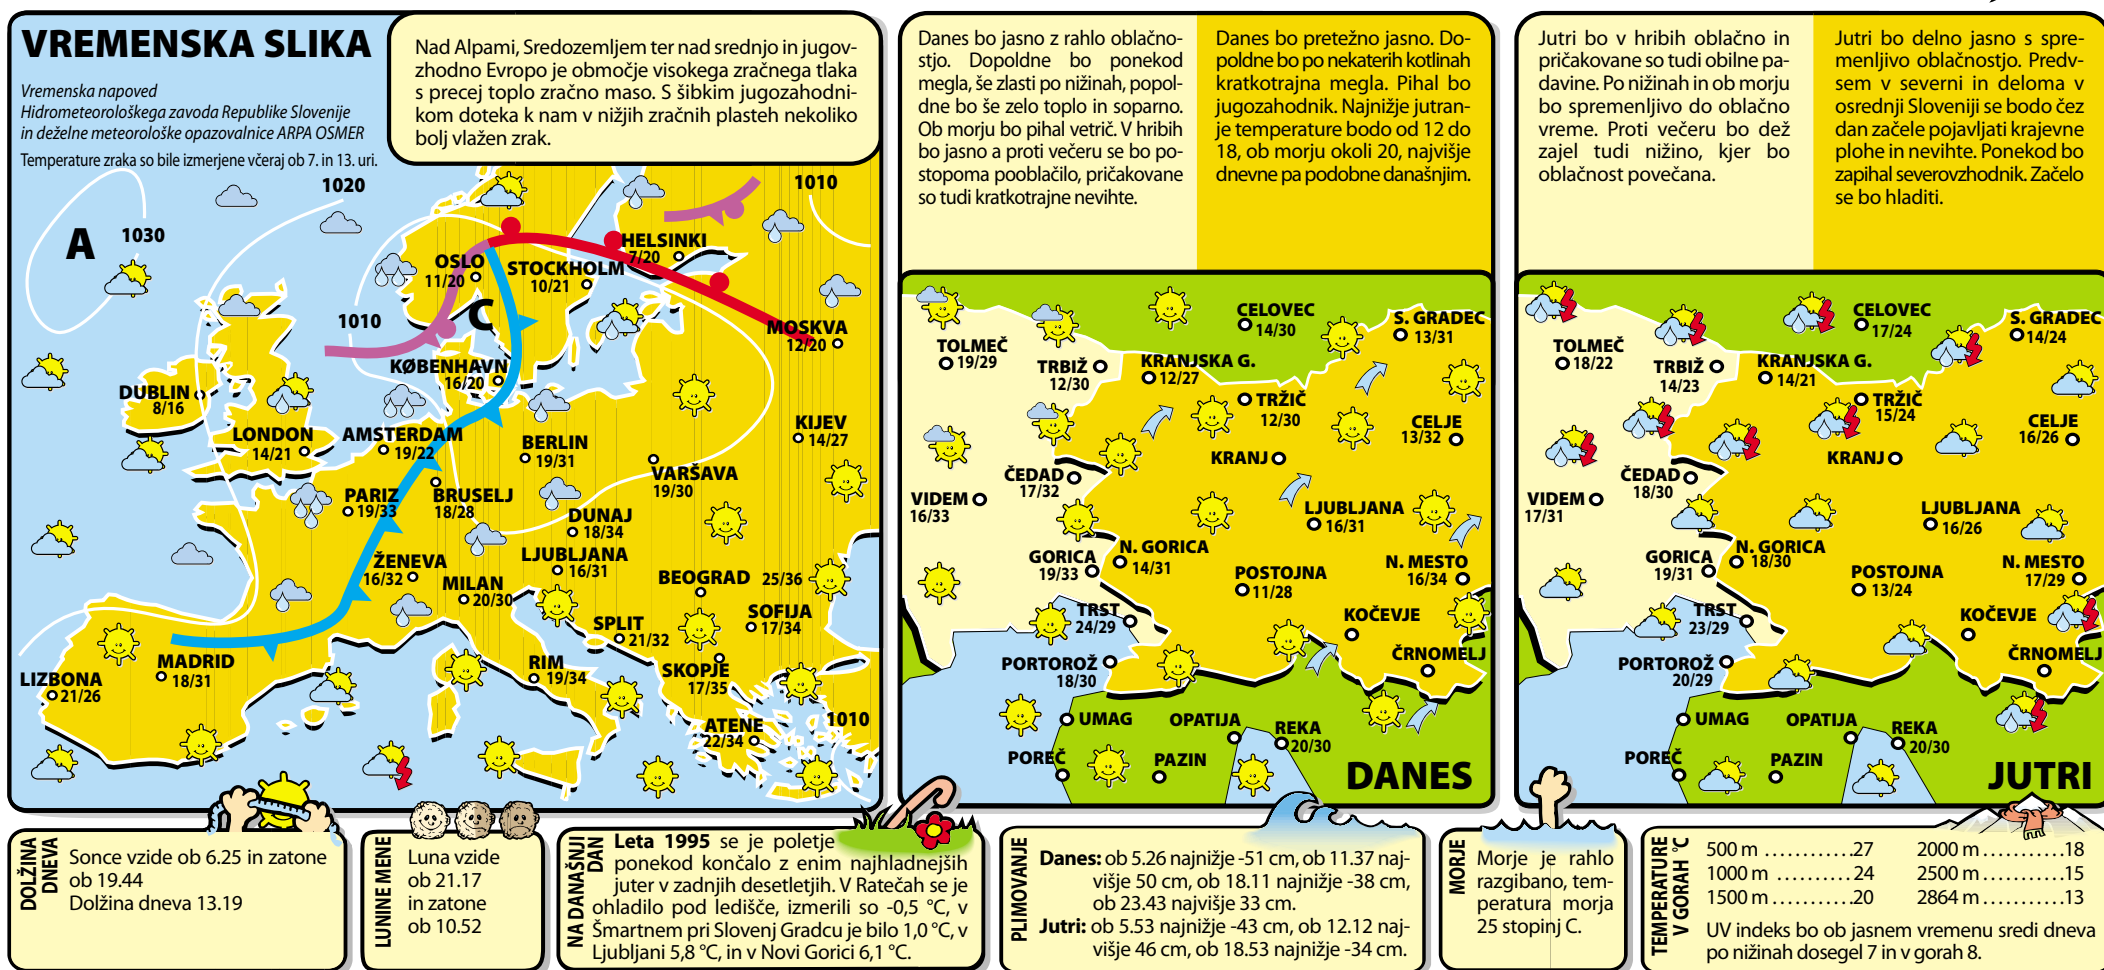 VREMENSKA SLIKA
Vremenska napoved
Hidrometeorološkega zavoda Republike Slovenije
in deželne meteorološke opazovalnice ARPA OSMER
Temperature zraka so bile izmerjene včeraj ob 7. in 13. uri.
Nad Alpami, Sredozemljem ter nad srednjo in jugov-
zhodno Evropo je območje visokega zračnega tlaka
s precej toplo zračno maso. S šibkim jugozahodni-
kom doteka k nam v nižjih zračnih plasteh nekoliko
bolj vlažen zrak.
1020
1010
A
1030
HELSINKI
7/20
OSLO
11/20
STOCKHOLM
10/21
1010
C
MOSKVA
12/20
KØBENHAVN
16/20
DUBLIN
8/16
KIJEV
14/27
LONDON
14/21
AMSTERDAM
19/22
BERLIN
19/31
VARŠAVA
19/30
PARIZ
19/33
BRUSELJ
18/28
DUNAJ
18/34
ŽENEVA
16/32
LJUBLJANA
16/31
MILAN
20/30
BEOGRAD 25/36
SPLIT
21/32
SOFIJA
17/34
MADRID
18/31
LIZBONA
21/26
RIM
19/34
SKOPJE
17/35
ATENE
22/34
1010
Danes bo jasno z rahlo oblačno-
stjo. Dopoldne bo ponekod
megla, še zlasti po nižinah, popol-
dne bo še zelo toplo in soparno.
Ob morju bo pihal vetrič. V hribih
bo jasno a proti večeru se bo po-
stopoma pooblačilo, pričakovane
so tudi kratkotrajne nevihte.
Danes bo pretežno jasno. Do-
poldne bo po nekaterih kotlinah
kratkotrajna megla. Pihal bo
jugozahodnik. Najnižje jutran-
je temperature bodo od 12 do
18, ob morju okoli 20, najvišje
dnevne pa podobne današnjim.
CELOVEC
14/30
S. GRADEC
13/31
TOLMEČ
19/29
TRBIŽ
12/30
KRANJSKA G.
12/27
TRŽIČ
12/30
CELJE
13/32
KRANJ
ČEDAD
17/32
VIDEM
16/33
LJUBLJANA
16/31
GORICA
19/33
N. GORICA
14/31
POSTOJNA
11/28
N. MESTO
16/34
TRST
24/29
KOČEVJE
PORTOROŽ
18/30
ČRNOMELJ
UMAG
OPATIJA
REKA
20/30
POREČ
PAZIN
DANES
Jutri bo v hribih oblačno in
pričakovane so tudi obilne pa-
davine. Po nižinah in ob morju
bo spremenljivo do oblačno
vreme. Proti večeru bo dež
zajel tudi nižino, kjer bo
oblačnost povečana.
Jutri bo delno jasno s spre-
menljivo oblačnostjo. Predv-
sem v severni in deloma v
osrednji Sloveniji se bodo čez
dan začele pojavljati krajevne
plohe in nevihte. Ponekod bo
zapihal severovzhodnik. Začelo
se bo hladiti.
CELOVEC
17/24
S. GRADEC
14/24
TOLMEČ
18/22
TRBIŽ
14/23
KRANJSKA G.
14/21
TRŽIČ
15/24
CELJE
16/26
KRANJ
ČEDAD
18/30
VIDEM
17/31
LJUBLJANA
16/26
GORICA
19/31
N. GORICA
18/30
POSTOJNA
13/24
N. MESTO
17/29
TRST
23/29
KOČEVJE
PORTOROŽ
20/29
ČRNOMELJ
UMAG
OPATIJA
REKA
20/30
POREČ
PAZIN
JUTRI
DOLŽINA
DNEVA
Sonce vzide ob 6.25 in zatone
ob 19.44
Dolžina dneva 13.19
LUNINE MENE
Luna vzide
ob 21.17
in zatone
ob 10.52
NA DANAŠNJI
DAN
Leta 1995 se je poletje
ponekod končalo z enim najhladnejših
juter v zadnjih desetletjih. V Ratečah se je
ohladilo pod ledišče, izmerili so -0,5 °C, v
Šmartnem pri Slovenj Gradcu je bilo 1,0 °C, v
Ljubljani 5,8 °C, in v Novi Gorici 6,1 °C.
PLIMOVANJE
Danes: ob 5.26 najnižje -51 cm, ob 11.37 naj-
višje 50 cm, ob 18.11 najnižje -38 cm,
ob 23.43 najvišje 33 cm.
Jutri: ob 5.53 najnižje -43 cm, ob 12.12 naj-
višje 46 cm, ob 18.53 najnižje -34 cm.
MORJE
Morje je rahlo
razgibano, tem-
peratura morja
25 stopinj C.
TEMPERATURE
V GORAH °C
500 m ............27
1000 m ..........24
1500 m ..........20
2000 m ..........18
2500 m ..........15
2864 m ..........13
UV indeks bo ob jasnem vremenu sredi dneva
po nižinah dosegel 7 in v gorah 8.